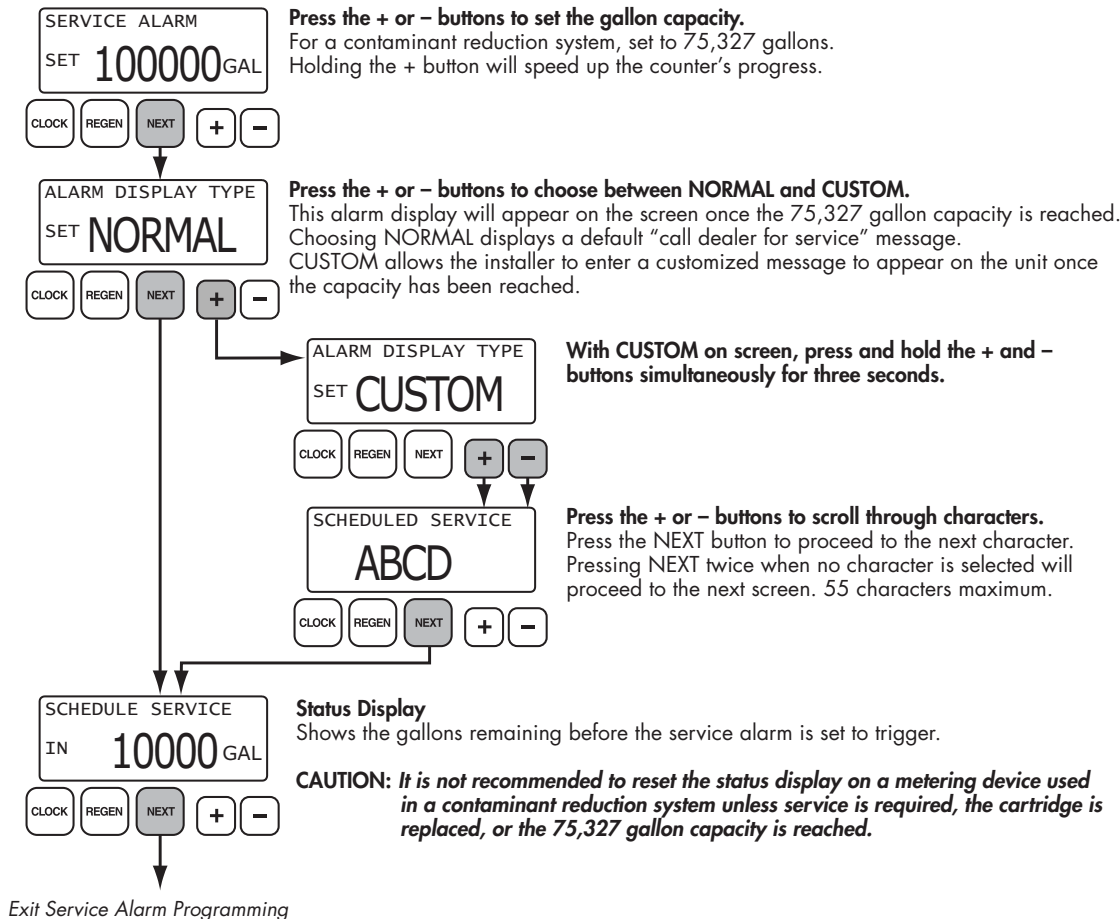 SERVICE ALARM
SET 100000 GAL
CLOCK REGEN NEXT + –
Press the + or – buttons to set the gallon capacity.
For a contaminant reduction system, set to 75,327 gallons.
Holding the + button will speed up the counter's progress.
ALARM DISPLAY TYPE
SET NORMAL
CLOCK REGEN NEXT + –
Press the + or – buttons to choose between NORMAL and CUSTOM.
This alarm display will appear on the screen once the 75,327 gallon capacity is reached.
Choosing NORMAL displays a default “call dealer for service” message.
CUSTOM allows the installer to enter a customized message to appear on the unit once
the capacity has been reached.
ALARM DISPLAY TYPE
SET CUSTOM
CLOCK REGEN NEXT + –
With CUSTOM on screen, press and hold the + and –
buttons simultaneously for three seconds.
SCHEDULED SERVICE
ABCD
CLOCK REGEN NEXT + –
Press the + or – buttons to scroll through characters.
Press the NEXT button to proceed to the next character.
Pressing NEXT twice when no character is selected will
proceed to the next screen. 55 characters maximum.
SCHEDULE SERVICE
IN 10000 GAL
CLOCK REGEN NEXT + –
Status Display
Shows the gallons remaining before the service alarm is set to trigger.
CAUTION: It is not recommended to reset the status display on a metering device used
in a contaminant reduction system unless service is required, the cartridge is
replaced, or the 75,327 gallon capacity is reached.
Exit Service Alarm Programming